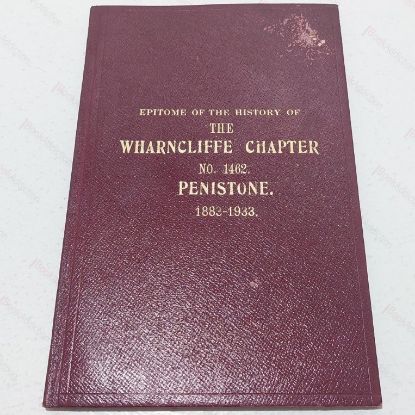 EPITOME OF THE HISTORY OF
THE
WHARNCLIFFE CHAPTER
NO. 1462.
PENISTONE.
1883-1933.